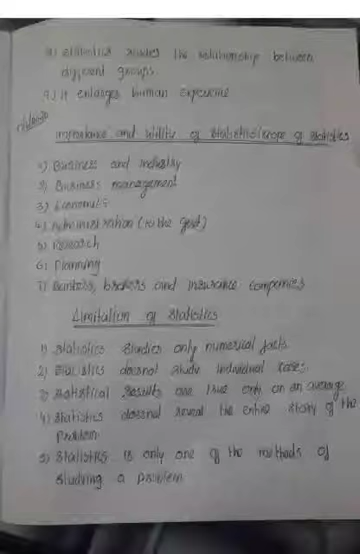 8) statistics studies the relationship between
different groups
9) it enlarges human experience
Importance and utility of statistics/scope of statistics
1) Business and industry
2) Business management
3) Economics
4) Administration (to the govt)
5) Research
6) Planning
7) Bankers, brokers and insurance companies
Limitation of statistics
1) statistics studies only numerical facts
2) statistics doesnot study individual cases
3) statistical results are true only on an average
4) statistics doesnot reveal the entire story of the
problem
5) statistics is only one of the methods of
studying a problem